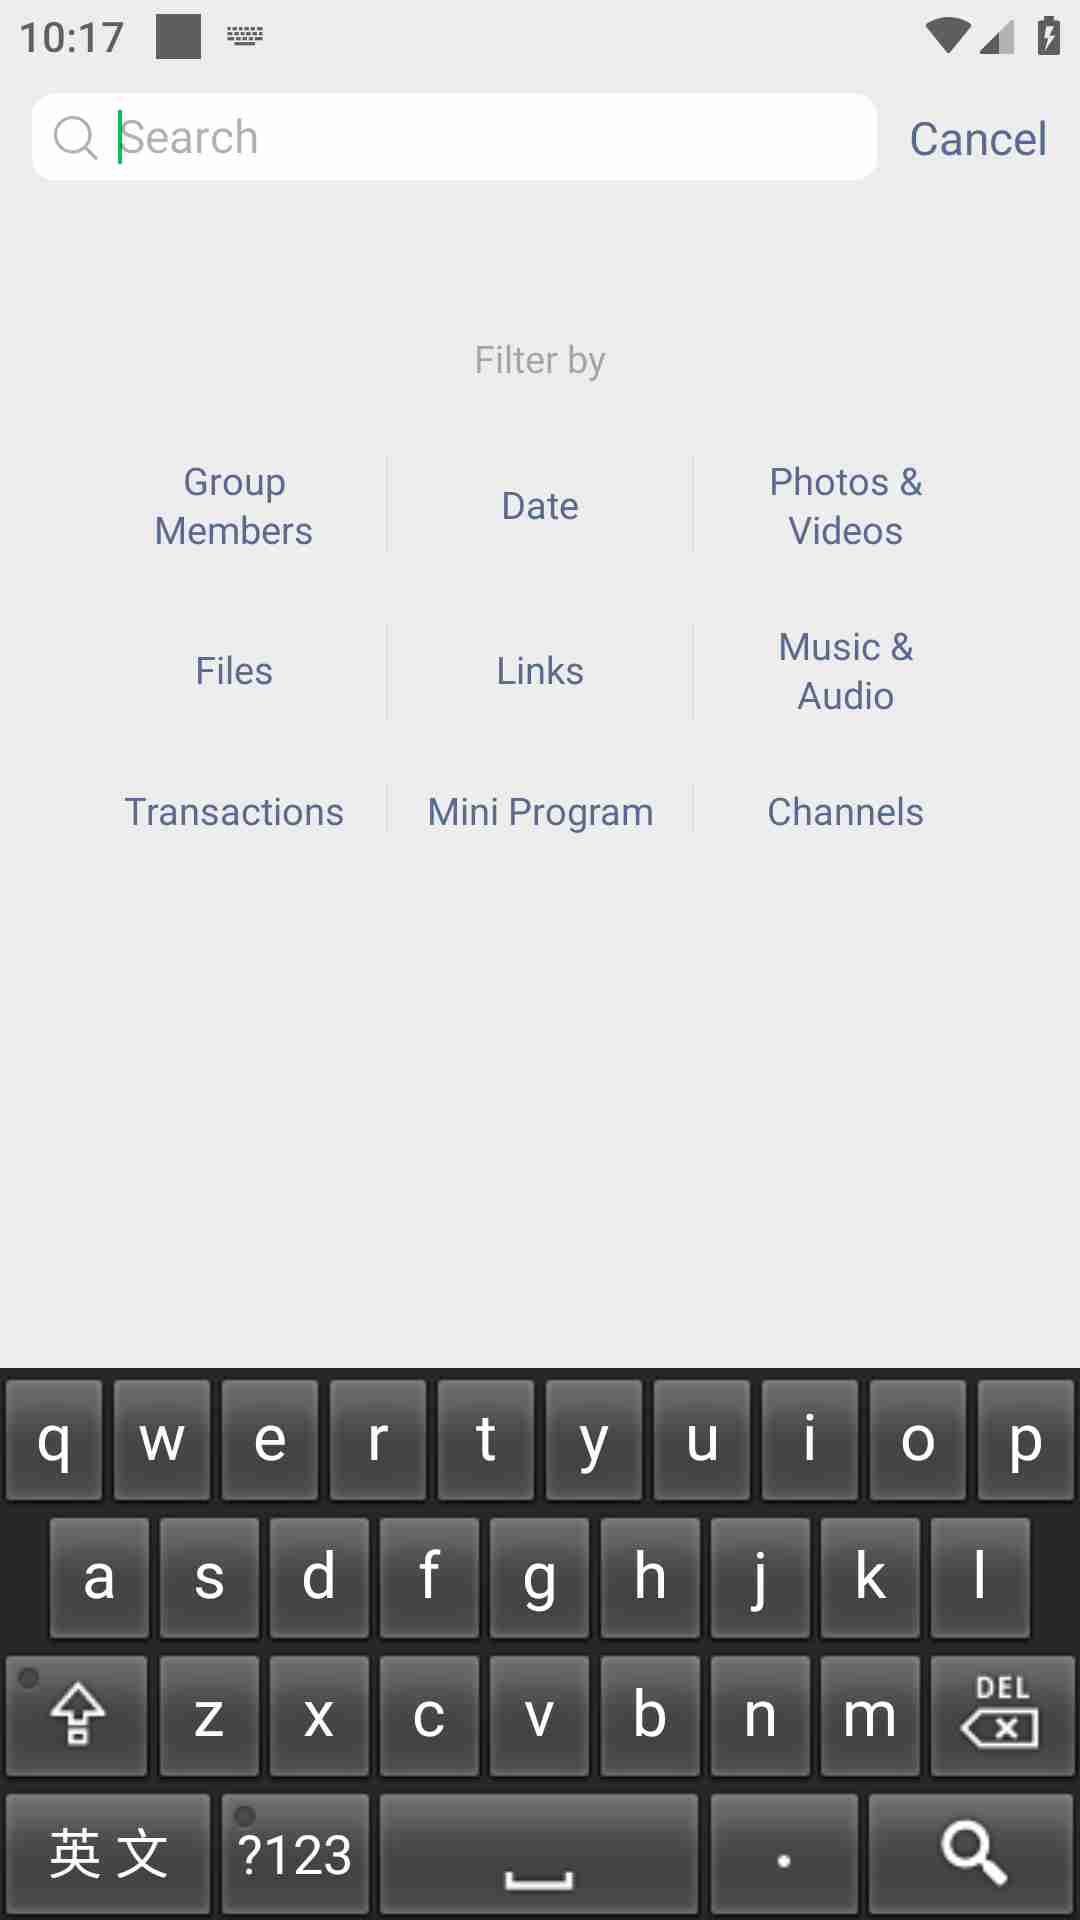 10:17
Search
Cancel
Filter by
Group Members
Date
Photos & Videos
Files
Links
Music & Audio
Transactions
Mini Program
Channels
q w e r t y u i o p
a s d f g h j k l
z x c v b n m DEL
英文 ?123 .